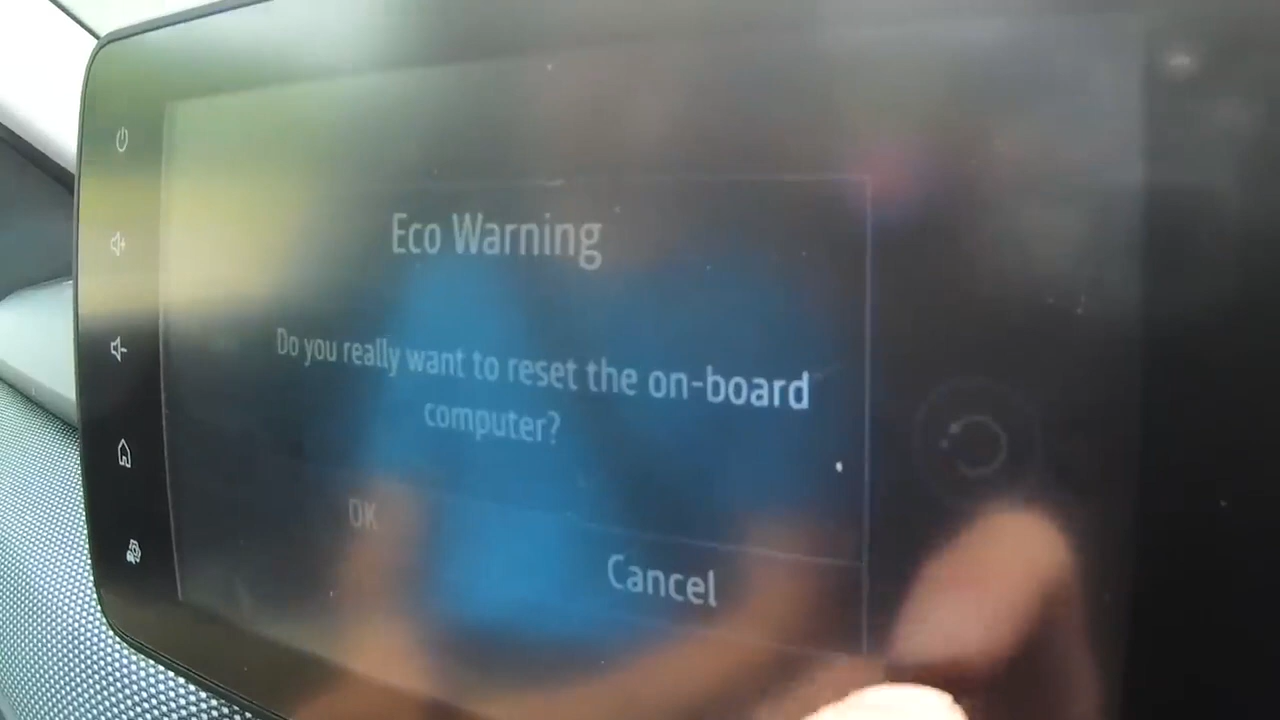 Eco Warning
Do you really want to reset the on-board
computer?
OK
Cancel